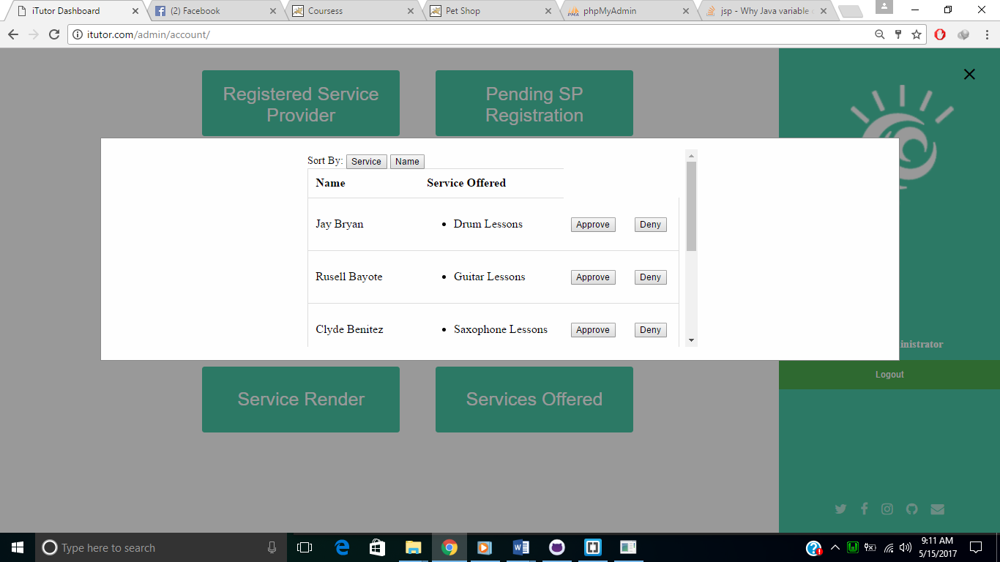 iTutor Dashboard
(2) Facebook
Coursess
Pet Shop
phpMyAdmin
jsp - Why Java variable
itutor.com/admin/account/
Registered Service
Provider
Pending SP
Registration
Sort By: Service Name
Name Service Offered
Jay Bryan • Drum Lessons Approve Deny
Rusell Bayote • Guitar Lessons Approve Deny
Clyde Benitez • Saxophone Lessons Approve Deny
inistrator
Logout
Service Render
Services Offered
Type here to search
9:11 AM
5/15/2017